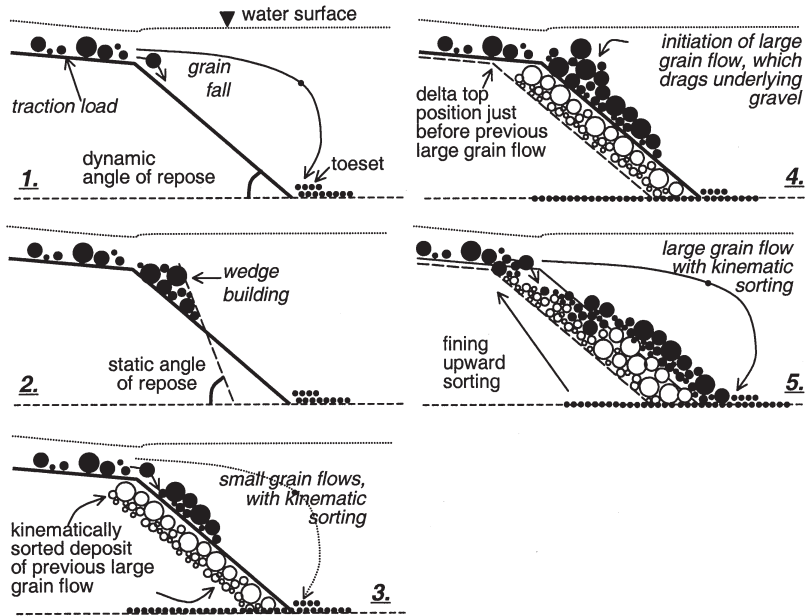 water surface
grain
fall
traction load
toeset
dynamic
angle of repose
1.
wedge
building
static angle
of repose
2.
small grain flows,
with kinematic
sorting
kinematically
sorted deposit
of previous large
grain flow
3.
initiation of large
grain flow, which
drags underlying
gravel
delta top
position just
before previous
large grain flow
4.
large grain flow
with kinematic
sorting
fining
upward
sorting
5.